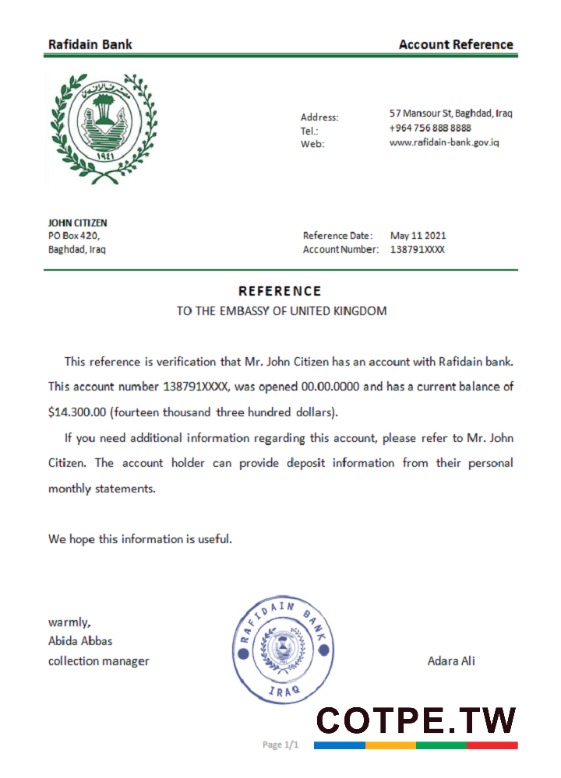 Rafidain Bank
Account Reference
مصرف الرافدين
١٩٤١
Address: 57 Mansour St, Baghdad, Iraq
Tel.: +964 756 888 8888
Web: www.rafidain-bank.gov.iq
JOHN CITIZEN
PO Box 420,
Baghdad, Iraq
Reference Date: May 11 2021
Account Number: 138791XXXX
REFERENCE
TO THE EMBASSY OF UNITED KINGDOM
This reference is verification that Mr. John Citizen has an account with Rafidain bank.
This account number 138791XXXX, was opened 00.00.0000 and has a current balance of
$14.300.00 (fourteen thousand three hundred dollars).
If you need additional information regarding this account, please refer to Mr. John
Citizen. The account holder can provide deposit information from their personal
monthly statements.
We hope this information is useful.
warmly,
Abida Abbas
collection manager
RAFIDAIN BANK
IRAQ
Adara Ali
COTPE.TW
Page 1/1